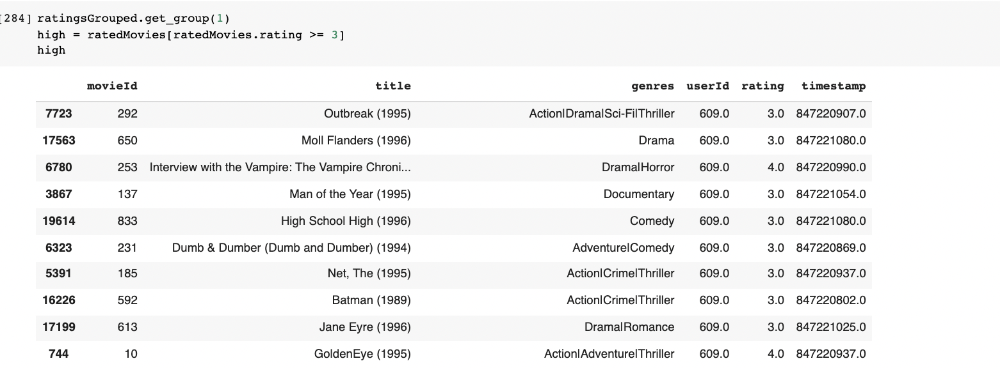 [284] ratingsGrouped.get_group(1)
high = ratedMovies[ratedMovies.rating >= 3]
high
movieId title genres userId rating timestamp
7723 292 Outbreak (1995) Action|Drama|Sci-Fi|Thriller 609.0 3.0 847220907.0
17563 650 Moll Flanders (1996) Drama 609.0 3.0 847221080.0
6780 253 Interview with the Vampire: The Vampire Chroni... Drama|Horror 609.0 4.0 847220990.0
3867 137 Man of the Year (1995) Documentary 609.0 3.0 847221054.0
19614 833 High School High (1996) Comedy 609.0 3.0 847221080.0
6323 231 Dumb & Dumber (Dumb and Dumber) (1994) Adventure|Comedy 609.0 3.0 847220869.0
5391 185 Net, The (1995) Action|Crime|Thriller 609.0 3.0 847220937.0
16226 592 Batman (1989) Action|Crime|Thriller 609.0 3.0 847220802.0
17199 613 Jane Eyre (1996) Drama|Romance 609.0 3.0 847221025.0
744 10 GoldenEye (1995) Action|Adventure|Thriller 609.0 4.0 847220937.0